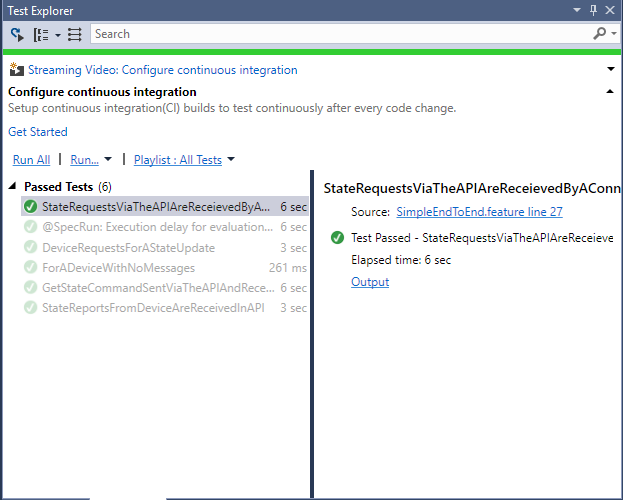 Test Explorer
Search
Streaming Video: Configure continuous integration
Configure continuous integration
Setup continuous integration(CI) builds to test continuously after every code change.
Get Started
Run All | Run... | Playlist : All Tests
Passed Tests (6)
StateRequestsViaTheAPIAreReceievedByA... 6 sec
@SpecRun: Execution delay for evaluation... 6 sec
DeviceRequestsForAStateUpdate 3 sec
ForADeviceWithNoMessages 261 ms
GetStateCommandSentViaTheAPIAndRece... 6 sec
StateReportsFromDeviceAreReceivedInAPI 3 sec
StateRequestsViaTheAPIAreReceievedByAConn
Source: SimpleEndToEnd.feature line 27
Test Passed - StateRequestsViaTheAPIAreReceieve
Elapsed time: 6 sec
Output